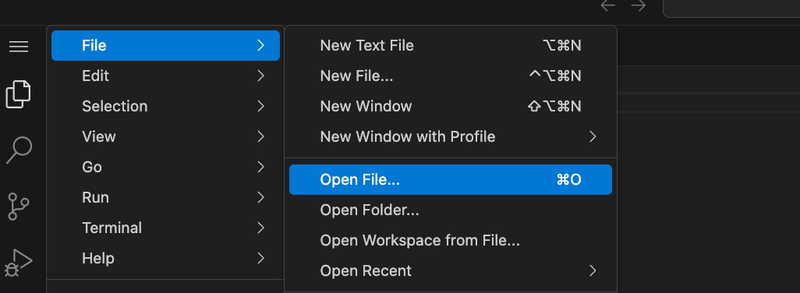 File
Edit
Selection
View
Go
Run
Terminal
Help
New Text File ⌥⌘N
New File... ^⌥⌘N
New Window ⇧⌥⌘N
New Window with Profile
Open File... ⌘O
Open Folder...
Open Workspace from File...
Open Recent